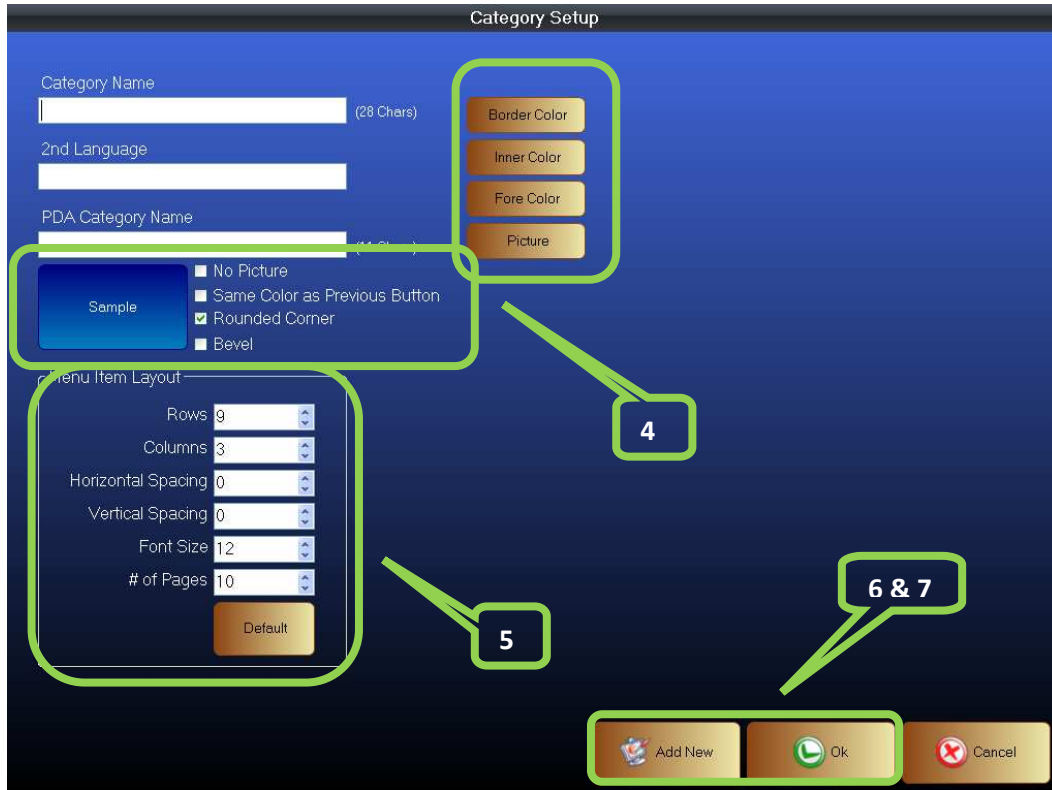 Category Setup
Category Name
(28 Chars)
2nd Language
PDA Category Name
Border Color
Inner Color
Fore Color
Picture
Sample
No Picture
Same Color as Previous Button
Rounded Corner
Bevel
4
Menu Item Layout
Rows 9
Columns 3
Horizontal Spacing 0
Vertical Spacing 0
Font Size 12
# of Pages 10
Default
5
6 & 7
Add New
Ok
Cancel